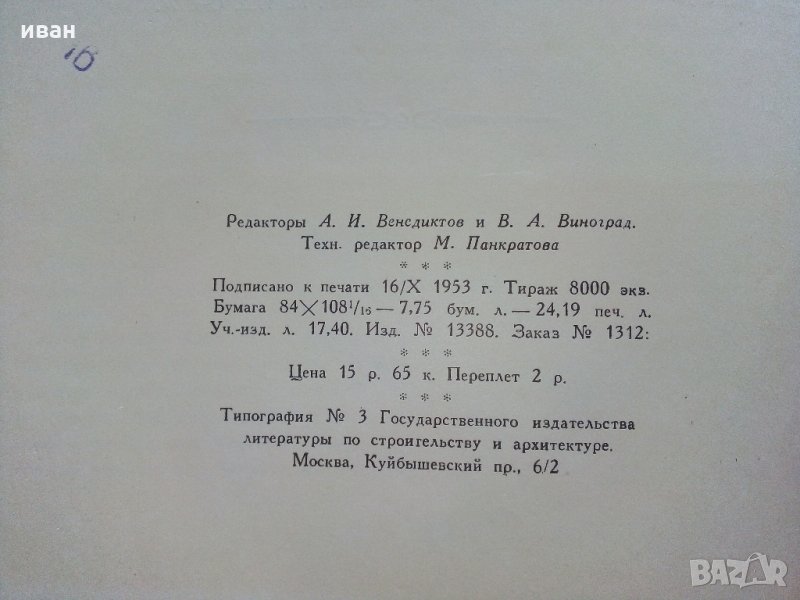 иван
16
Редакторы А. И. Венедиктов и В. А. Виноград.
Техн. редактор М. Панкратова
* * *
Подписано к печати 16/X 1953 г. Тираж 8000 экз.
Бумага 84×108¹/₁₆ — 7,75 бум. л. — 24,19 печ. л.
Уч.-изд. л. 17,40. Изд. № 13388. Заказ № 1312:
* * *
Цена 15 р. 65 к. Переплет 2 р.
* * *
Типография № 3 Государственного издательства
литературы по строительству и архитектуре.
Москва, Куйбышевский пр., 6/2
BAZAR